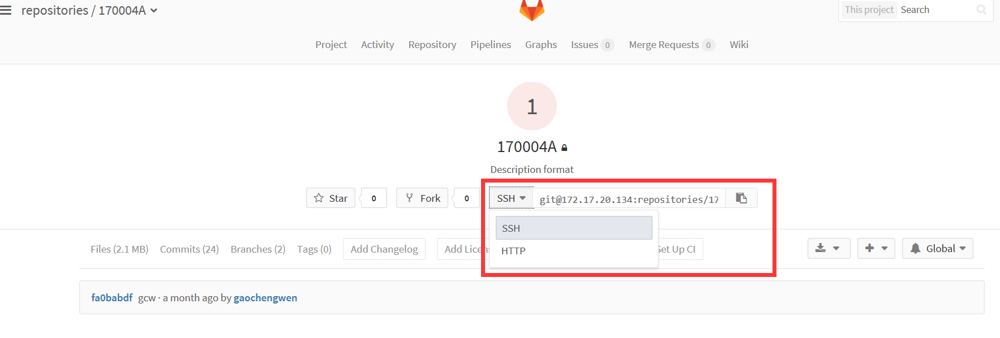 repositories / 170004A
This project Search
Project Activity Repository Pipelines Graphs Issues 0 Merge Requests 0 Wiki
1
170004A
Description format
Star 0 Fork 0 SSH git@172.17.20.134:repositories/17
SSH
HTTP
Files (2.1 MB) Commits (24) Branches (2) Tags (0) Add Changelog Add Licen Set Up CI Global
fa0babdf gcw · a month ago by gaochengwen